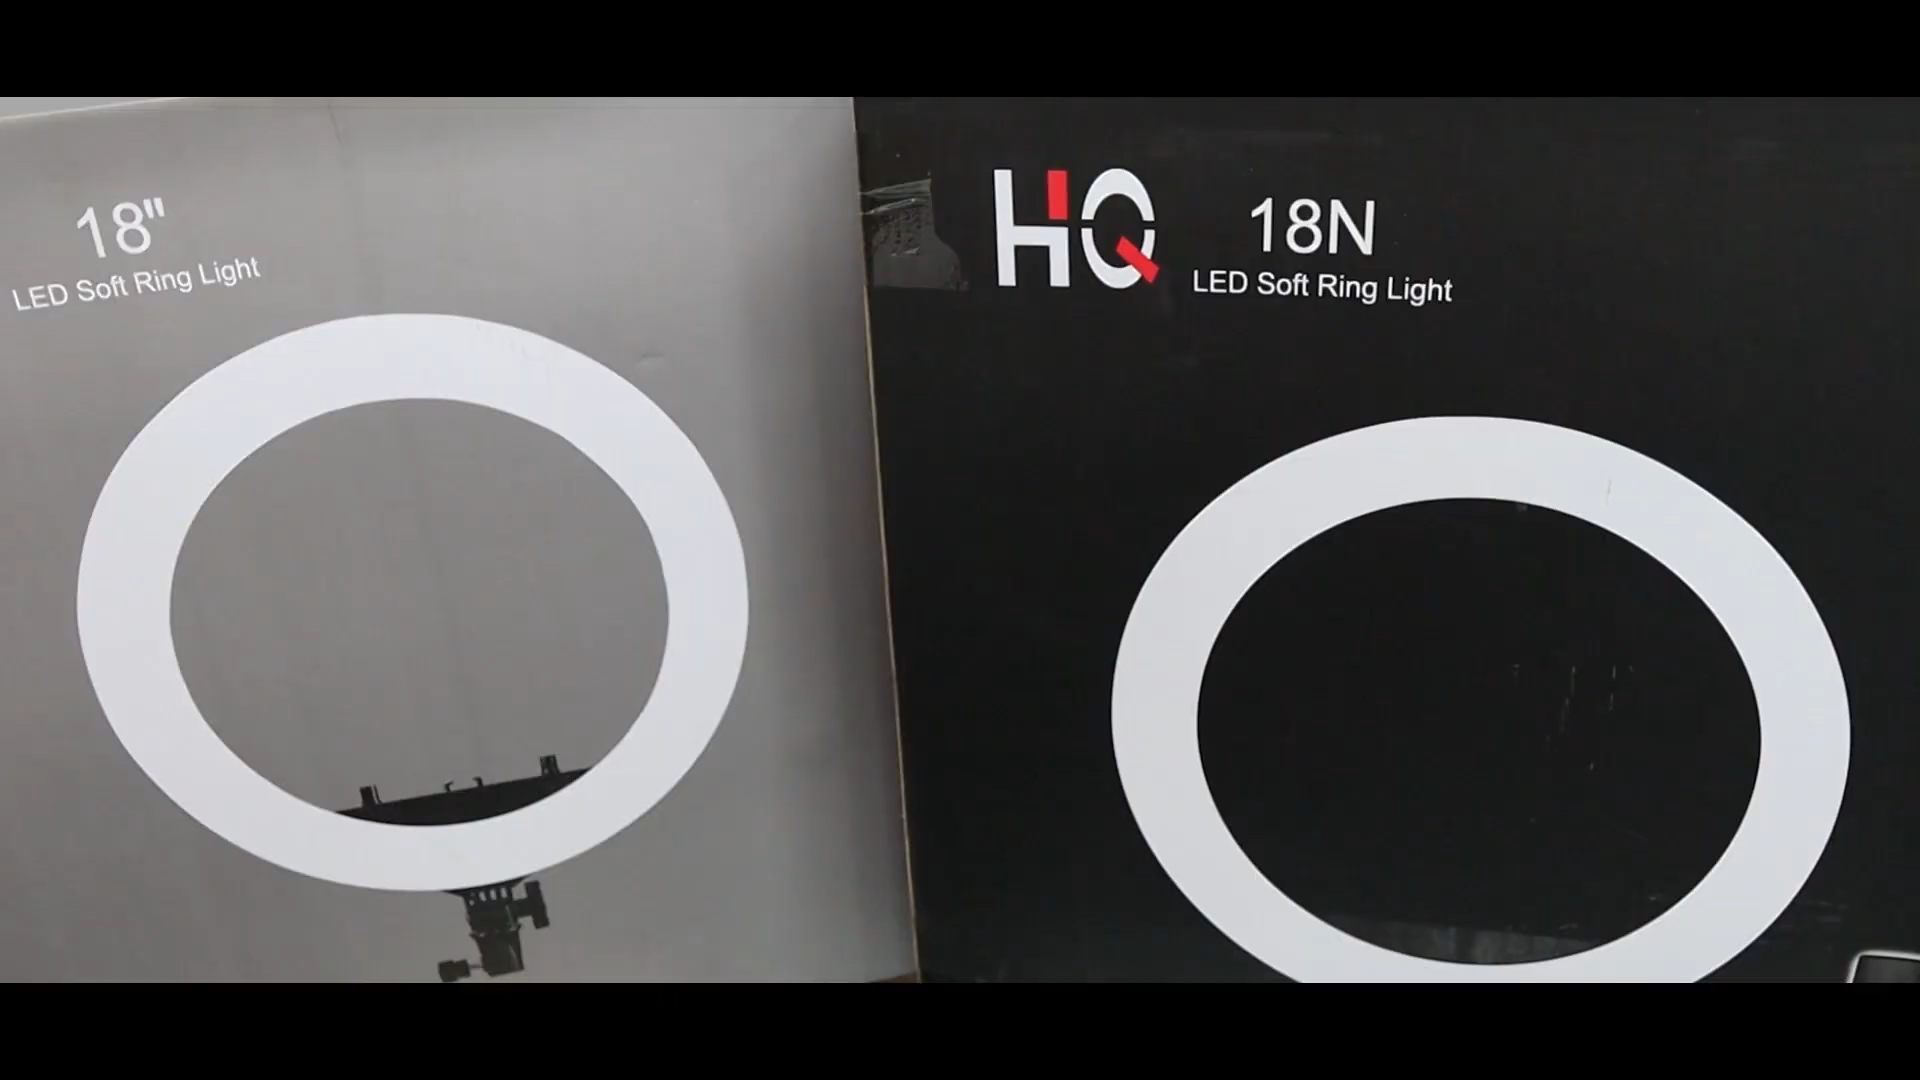 18"
LED Soft Ring Light
HQ
18N
LED Soft Ring Light